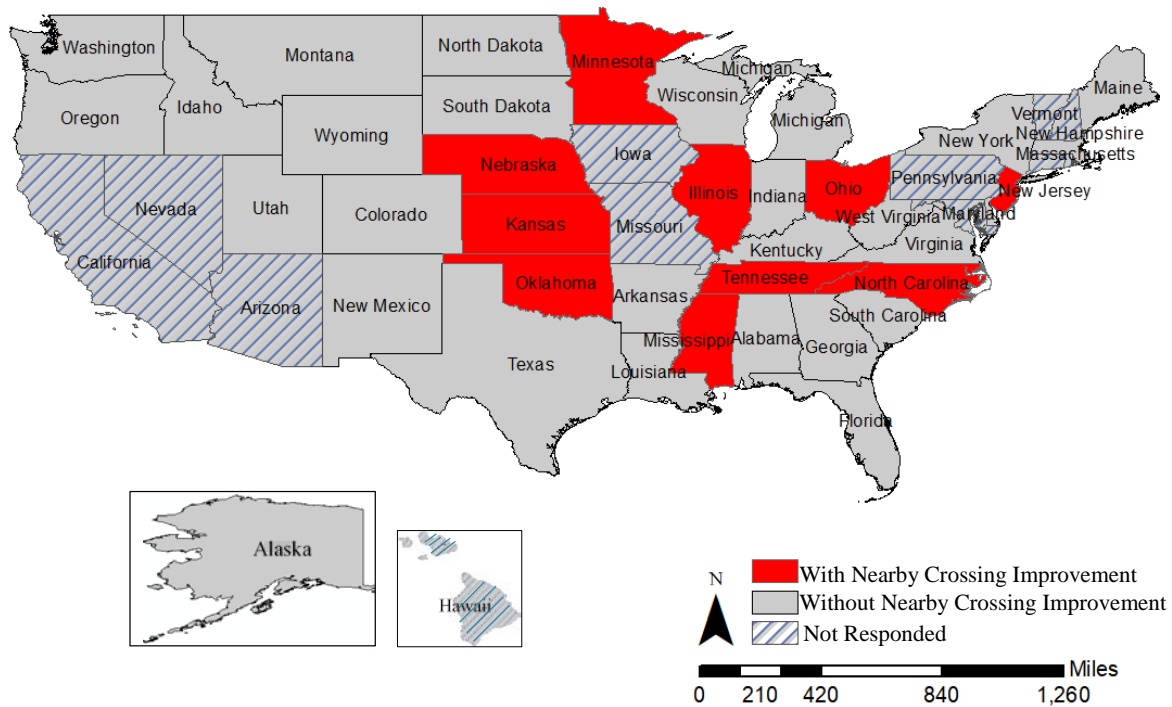 Washington
Montana
North Dakota
Minnesota
Michigan
Maine
Oregon
Idaho
South Dakota
Wisconsin
Vermont
Wyoming
Michigan
New Hampshire
New York
Massachusetts
Nebraska
Iowa
Pennsylvania
New Jersey
Nevada
Utah
Colorado
Kansas
Missouri
Illinois
Indiana
Ohio
West Virginia
Maryland
Virginia
California
Kentucky
Arizona
New Mexico
Oklahoma
Arkansas
Tennessee
North Carolina
South Carolina
Mississippi
Alabama
Georgia
Texas
Louisiana
Florida
Alaska
Hawaii
N
With Nearby Crossing Improvement
Without Nearby Crossing Improvement
Not Responded
Miles
0 210 420 840 1,260